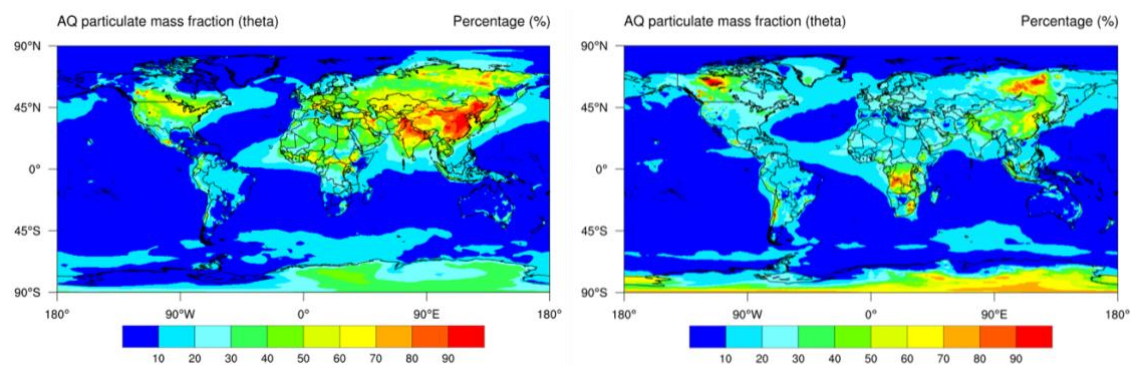 AQ particulate mass fraction (theta) Percentage (%)
90°N
45°N
0°
45°S
90°S
180° 90°W 0° 90°E 180°
10 20 30 40 50 60 70 80 90
AQ particulate mass fraction (theta) Percentage (%)
90°N
45°N
0°
45°S
90°S
180° 90°W 0° 90°E 180°
10 20 30 40 50 60 70 80 90